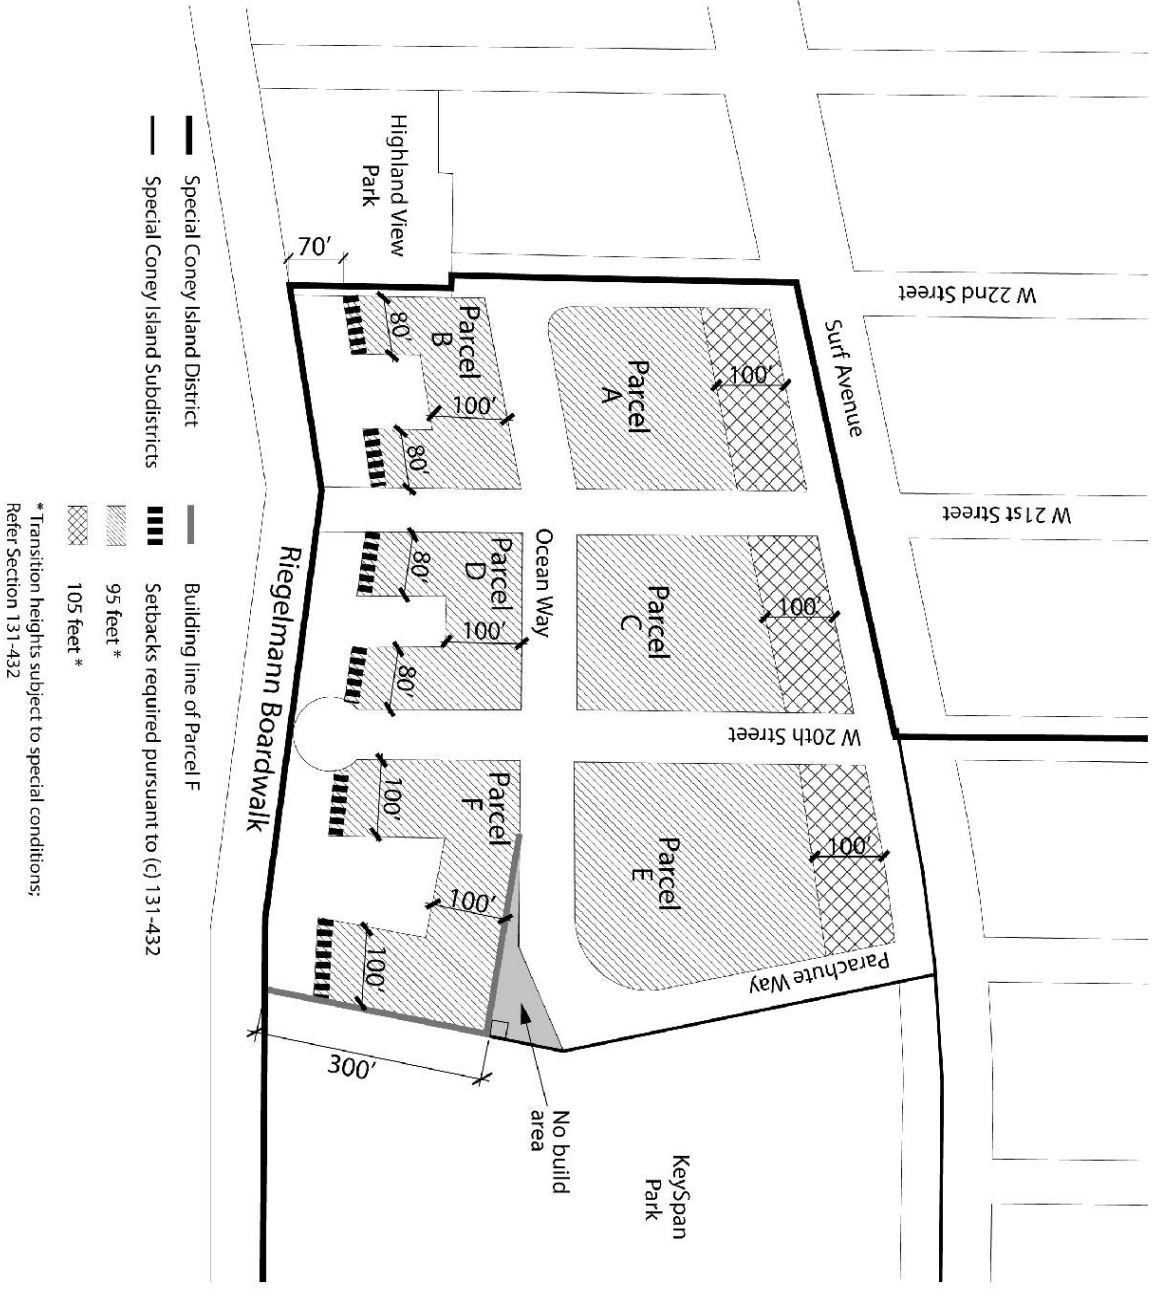 W 22nd Street
W 21st Street
Surf Avenue
W 20th Street
Parachute Way
100'
100'
100'
Parcel
A
Parcel
C
Parcel
E
Ocean Way
Highland View
Park
Parcel
B
Parcel
D
Parcel
F
No build
area
KeySpan
Park
70'
80'
100'
80'
80'
100'
80'
100'
100'
100'
300'
Riegelmann Boardwalk
Special Coney Island District
Special Coney Island Subdistricts
Building line of Parcel F
Setbacks required pursuant to (c) 131-432
95 feet *
105 feet *
* Transition heights subject to special conditions;
Refer Section 131-432